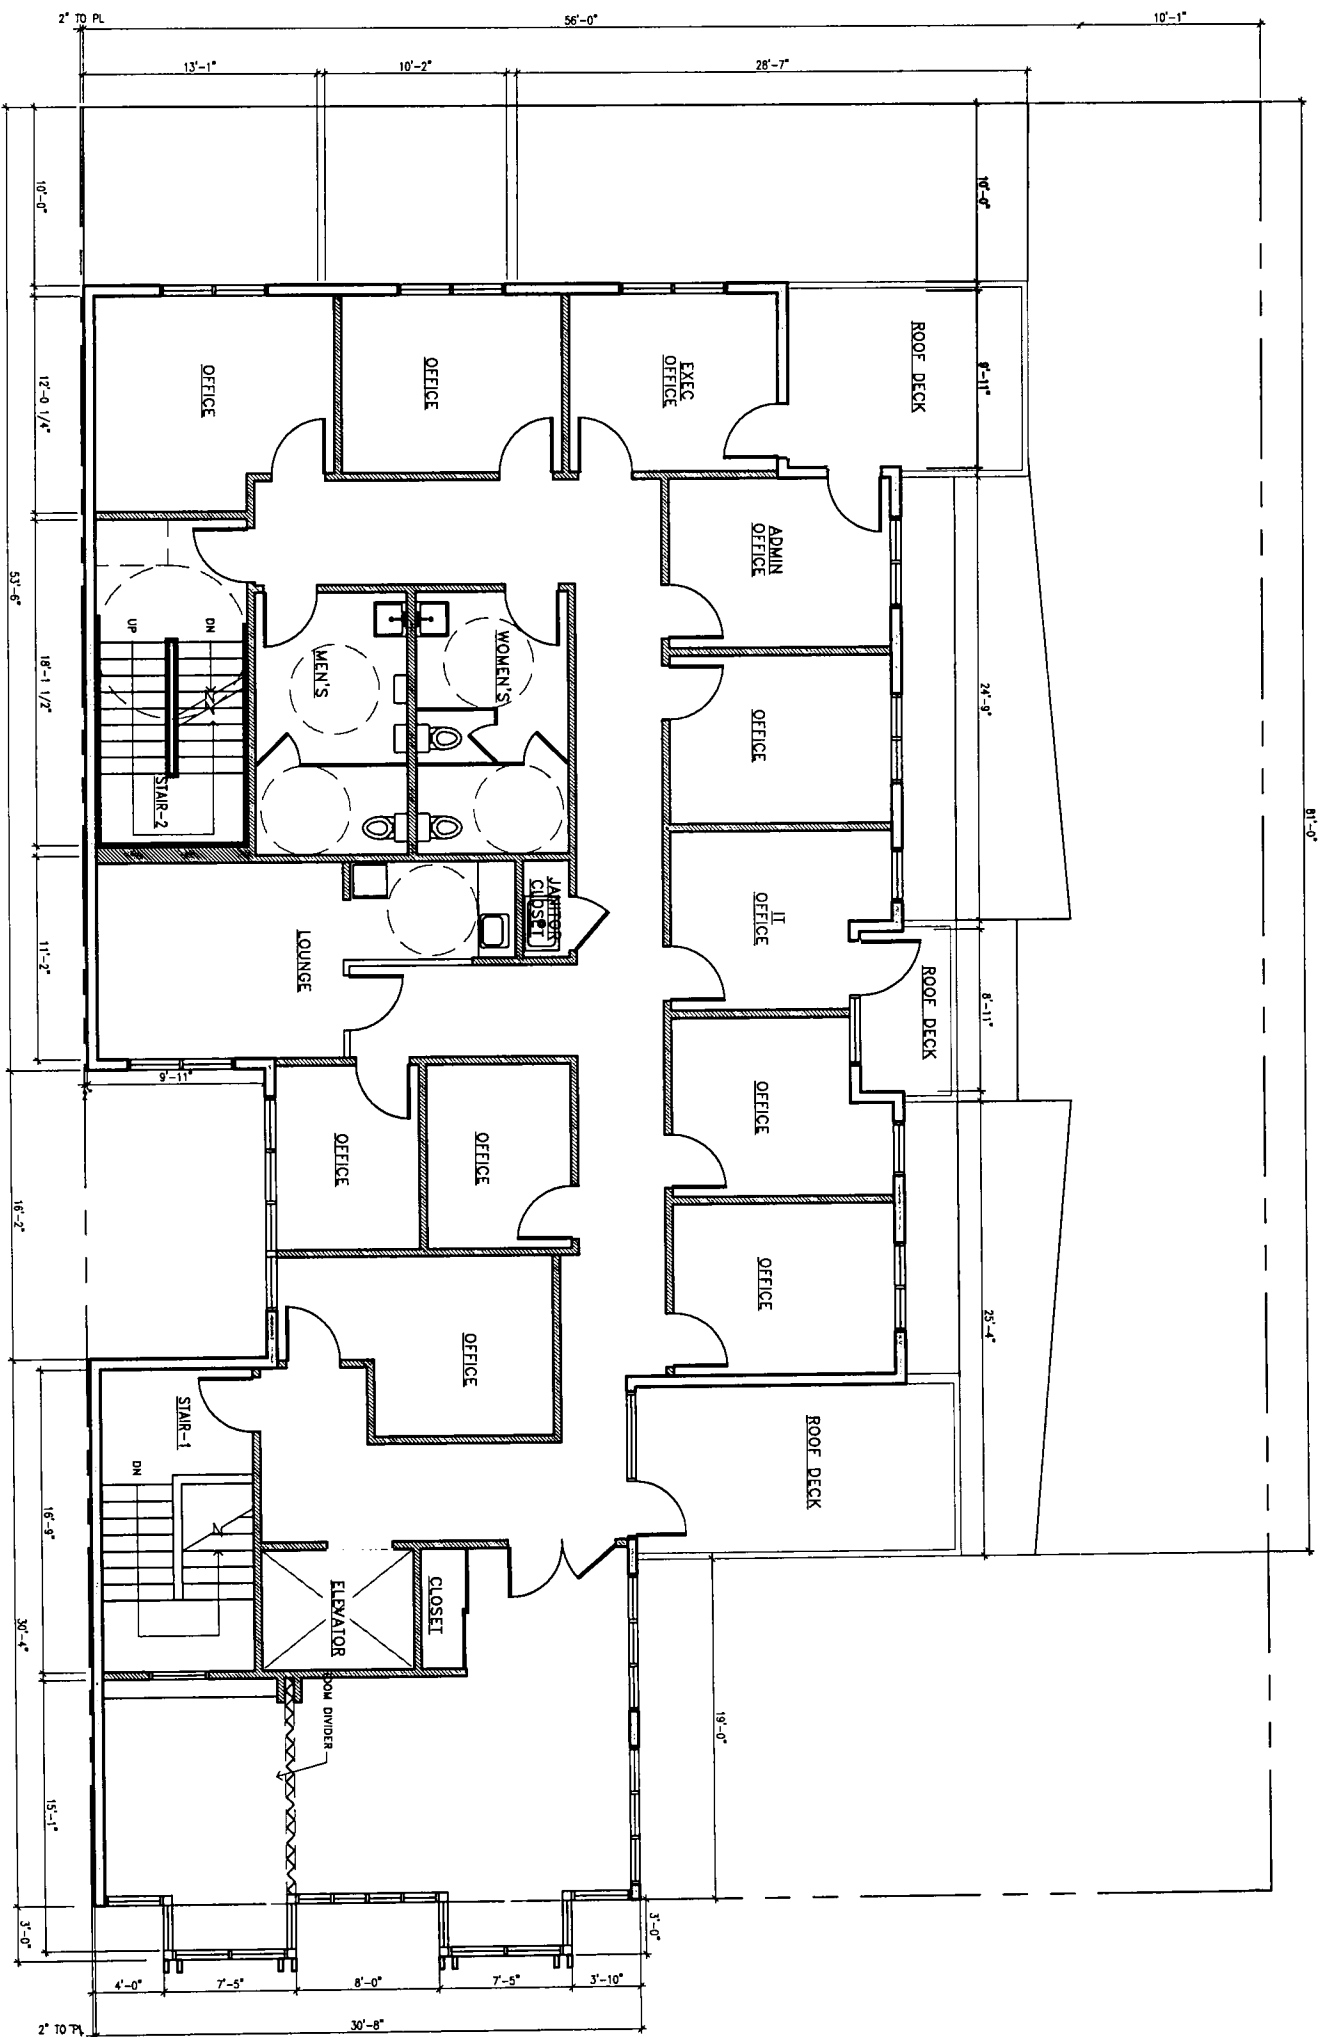 2" TO PL
56'-0"
10'-1"
13'-1"
10'-2"
28'-7"
10'-0"
10'-0"
81'-0"
9'-11"
ROOF DECK
OFFICE
OFFICE
EXEC
OFFICE
12'-0 1/4"
53'-6"
ADMIN
OFFICE
24'-9"
UP
DN
STAIR-2
MEN'S
WOMEN'S
OFFICE
18'-1 1/2"
JANITOR
CLOSET
IT
OFFICE
LOUNGE
ROOF DECK
8'-11"
11'-2"
9'-11"
OFFICE
OFFICE
OFFICE
16'-2"
OFFICE
OFFICE
25'-4"
STAIR-1
DN
ROOF DECK
16'-9"
ELEVATOR
CLOSET
30'-4"
OOM DIVIDER
19'-0"
15'-1"
3'-0"
3'-0"
4'-0"
7'-5"
8'-0"
7'-5"
3'-10"
2" TO PL
30'-8"